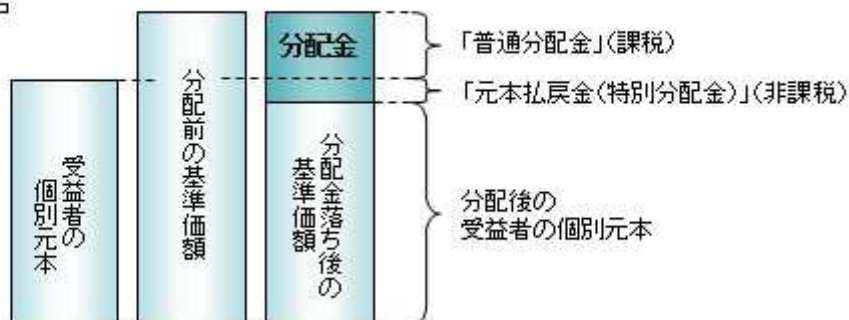 受益者の
個別元本
分配前の基準価額
分配金
分配金落ち後の
基準価額
「普通分配金」(課税)
「元本払戻金(特別分配金)」(非課税)
分配後の
受益者の個別元本